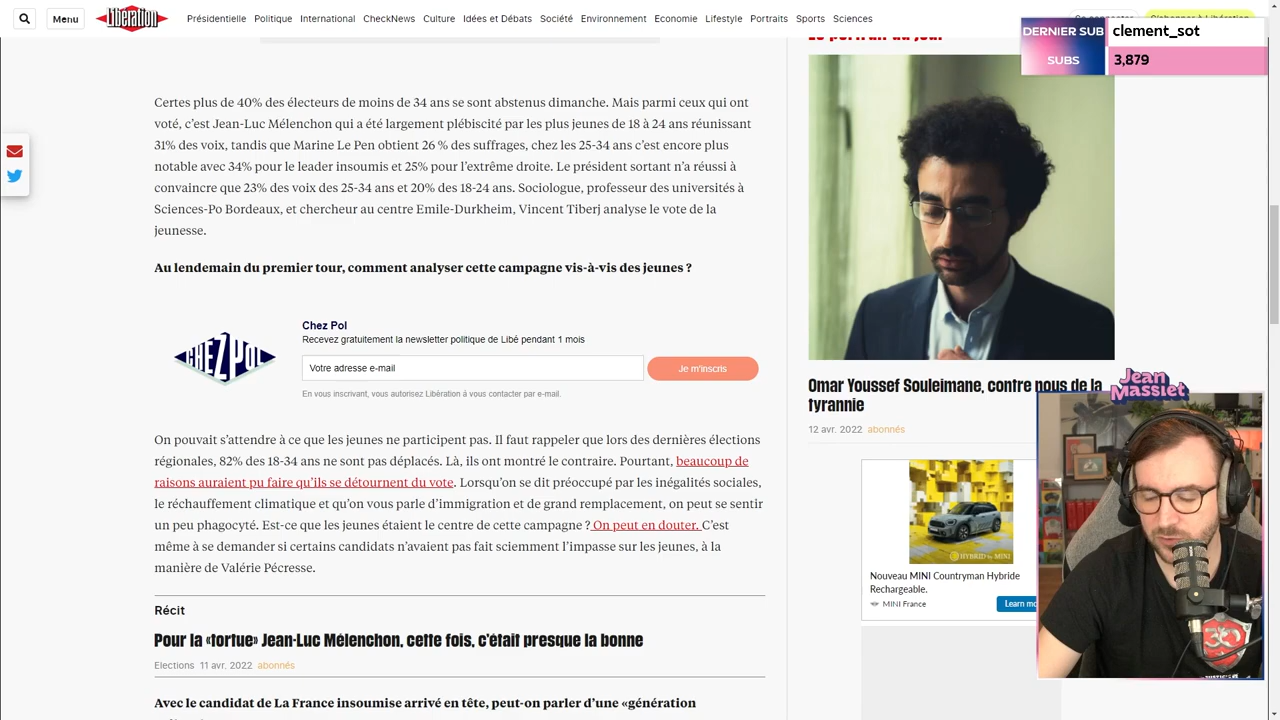 Menu
Libération
Présidentielle Politique International CheckNews Culture Idées et Débats Société Environnement Economie Lifestyle Portraits Sports Sciences
DERNIER SUB
clement_sot
SUBS
3,879
Certes plus de 40% des électeurs de moins de 34 ans se sont abstenus dimanche. Mais parmi ceux qui ont
voté, c’est Jean-Luc Mélenchon qui a été largement plébiscité par les plus jeunes de 18 à 24 ans réunissant
31% des voix, tandis que Marine Le Pen obtient 26 % des suffrages, chez les 25-34 ans c’est encore plus
notable avec 34% pour le leader insoumis et 25% pour l’extrême droite. Le président sortant n’a réussi à
convaincre que 23% des voix des 25-34 ans et 20% des 18-24 ans. Sociologue, professeur des universités à
Sciences-Po Bordeaux, et chercheur au centre Emile-Durkheim, Vincent Tiberj analyse le vote de la
jeunesse.
Au lendemain du premier tour, comment analyser cette campagne vis-à-vis des jeunes ?
CHEZ POL
Chez Pol
Recevez gratuitement la newsletter politique de Libé pendant 1 mois
Votre adresse e-mail
Je m'inscris
En vous inscrivant, vous autorisez Libération à vous contacter par e-mail.
On pouvait s’attendre à ce que les jeunes ne participent pas. Il faut rappeler que lors des dernières élections
régionales, 82% des 18-34 ans ne sont pas déplacés. Là, ils ont montré le contraire. Pourtant, beaucoup de
raisons auraient pu faire qu’ils se détournent du vote. Lorsqu’on se dit préoccupé par les inégalités sociales,
le réchauffement climatique et qu’on vous parle d’immigration et de grand remplacement, on peut se sentir
un peu phagocyté. Est-ce que les jeunes étaient le centre de cette campagne ? On peut en douter. C’est
même à se demander si certains candidats n’avaient pas fait sciemment l’impasse sur les jeunes, à la
manière de Valérie Pécresse.
Récit
Pour la «tortue» Jean-Luc Mélenchon, cette fois, c’était presque la bonne
Elections 11 avr. 2022 abonnés
Avec le candidat de La France insoumise arrivé en tête, peut-on parler d’une «génération
Omar Youssef Souleimane, contre nous de la
tyrannie
12 avr. 2022 abonnés
Jean
Massiet
HYBRID by MINI
Nouveau MINI Countryman Hybride
Rechargeable.
MINI France
Learn